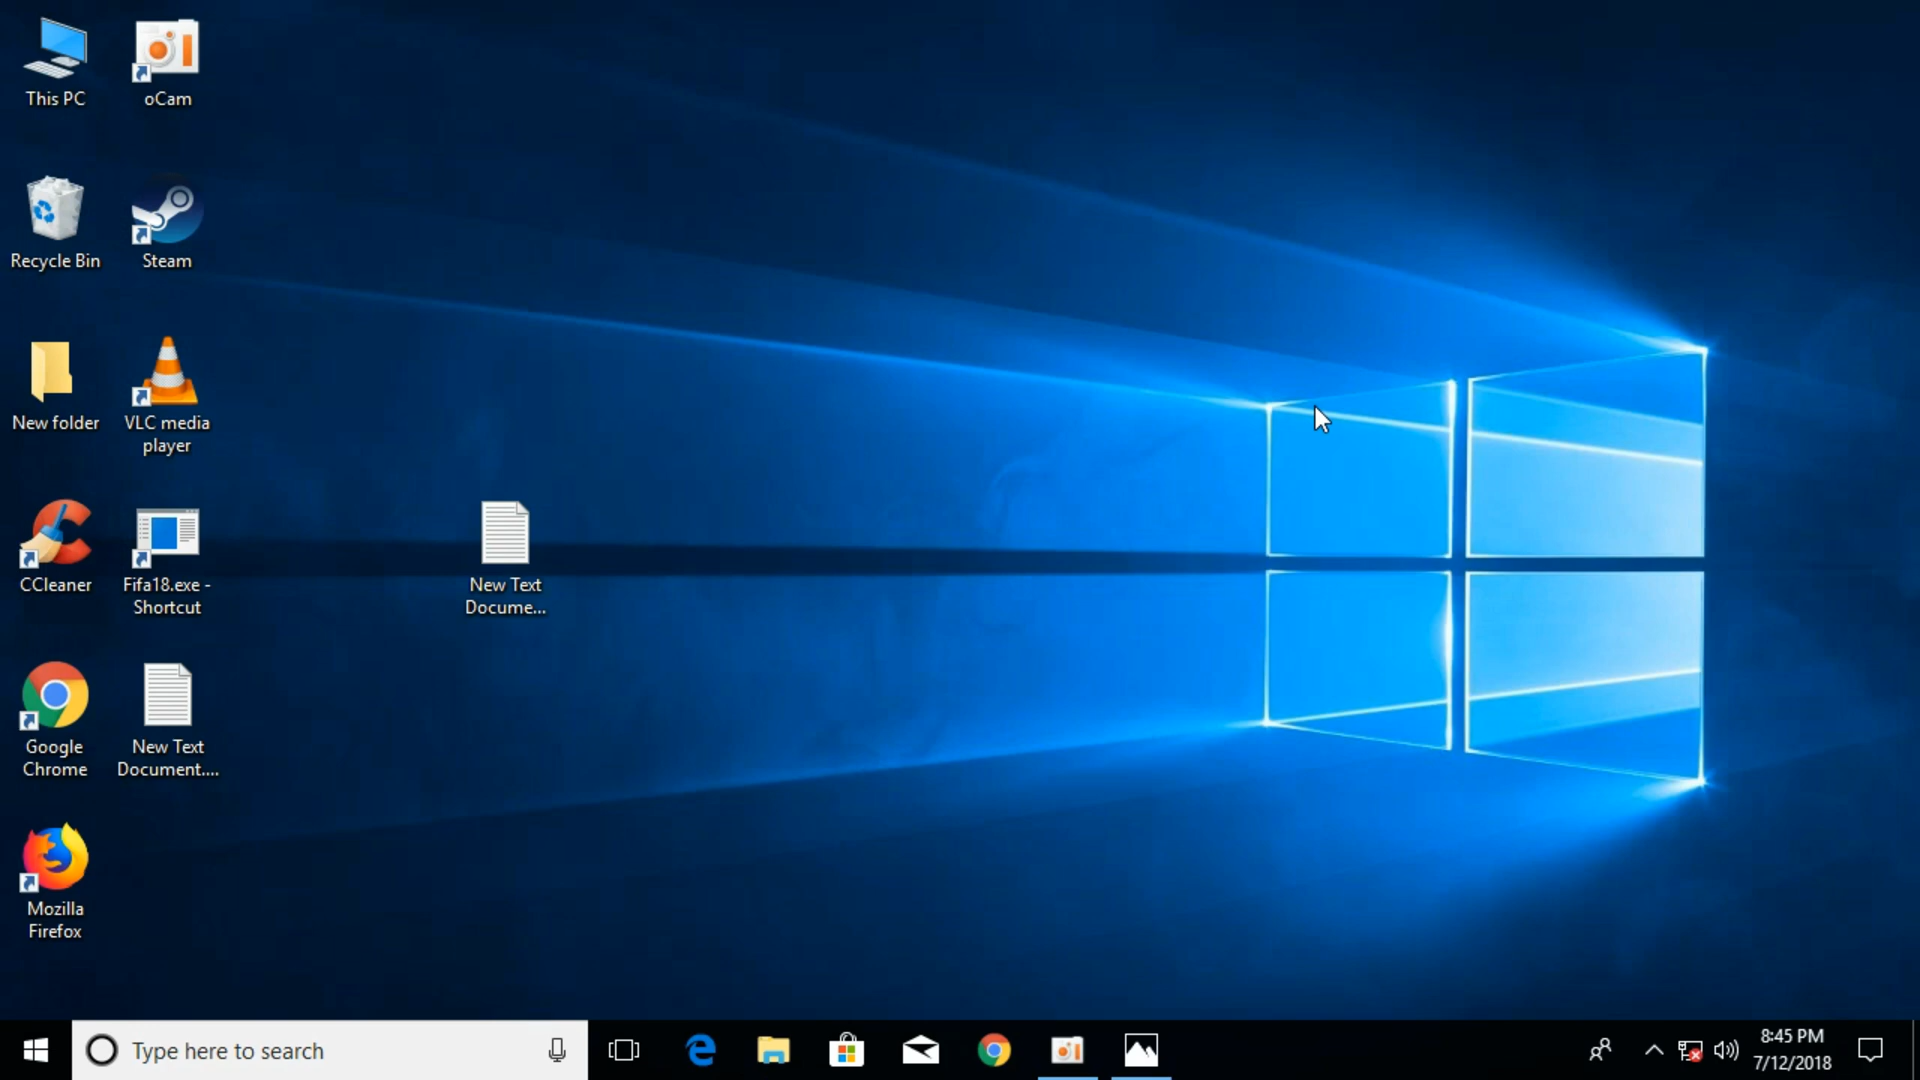 This PC
oCam
Recycle Bin
Steam
New folder
VLC media
player
CCleaner
Fifa18.exe -
Shortcut
New Text
Docume...
Google
Chrome
New Text
Document....
Mozilla
Firefox
Type here to search
8:45 PM
7/12/2018